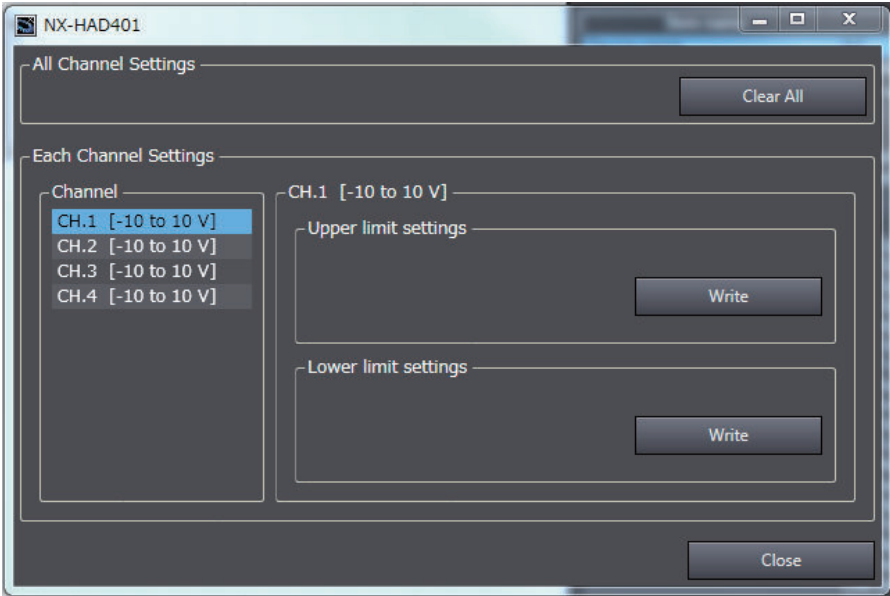 NX-HAD401
All Channel Settings
Clear All
Each Channel Settings
Channel
CH.1 [-10 to 10 V]
CH.2 [-10 to 10 V]
CH.3 [-10 to 10 V]
CH.4 [-10 to 10 V]
CH.1 [-10 to 10 V]
Upper limit settings
Write
Lower limit settings
Write
Close